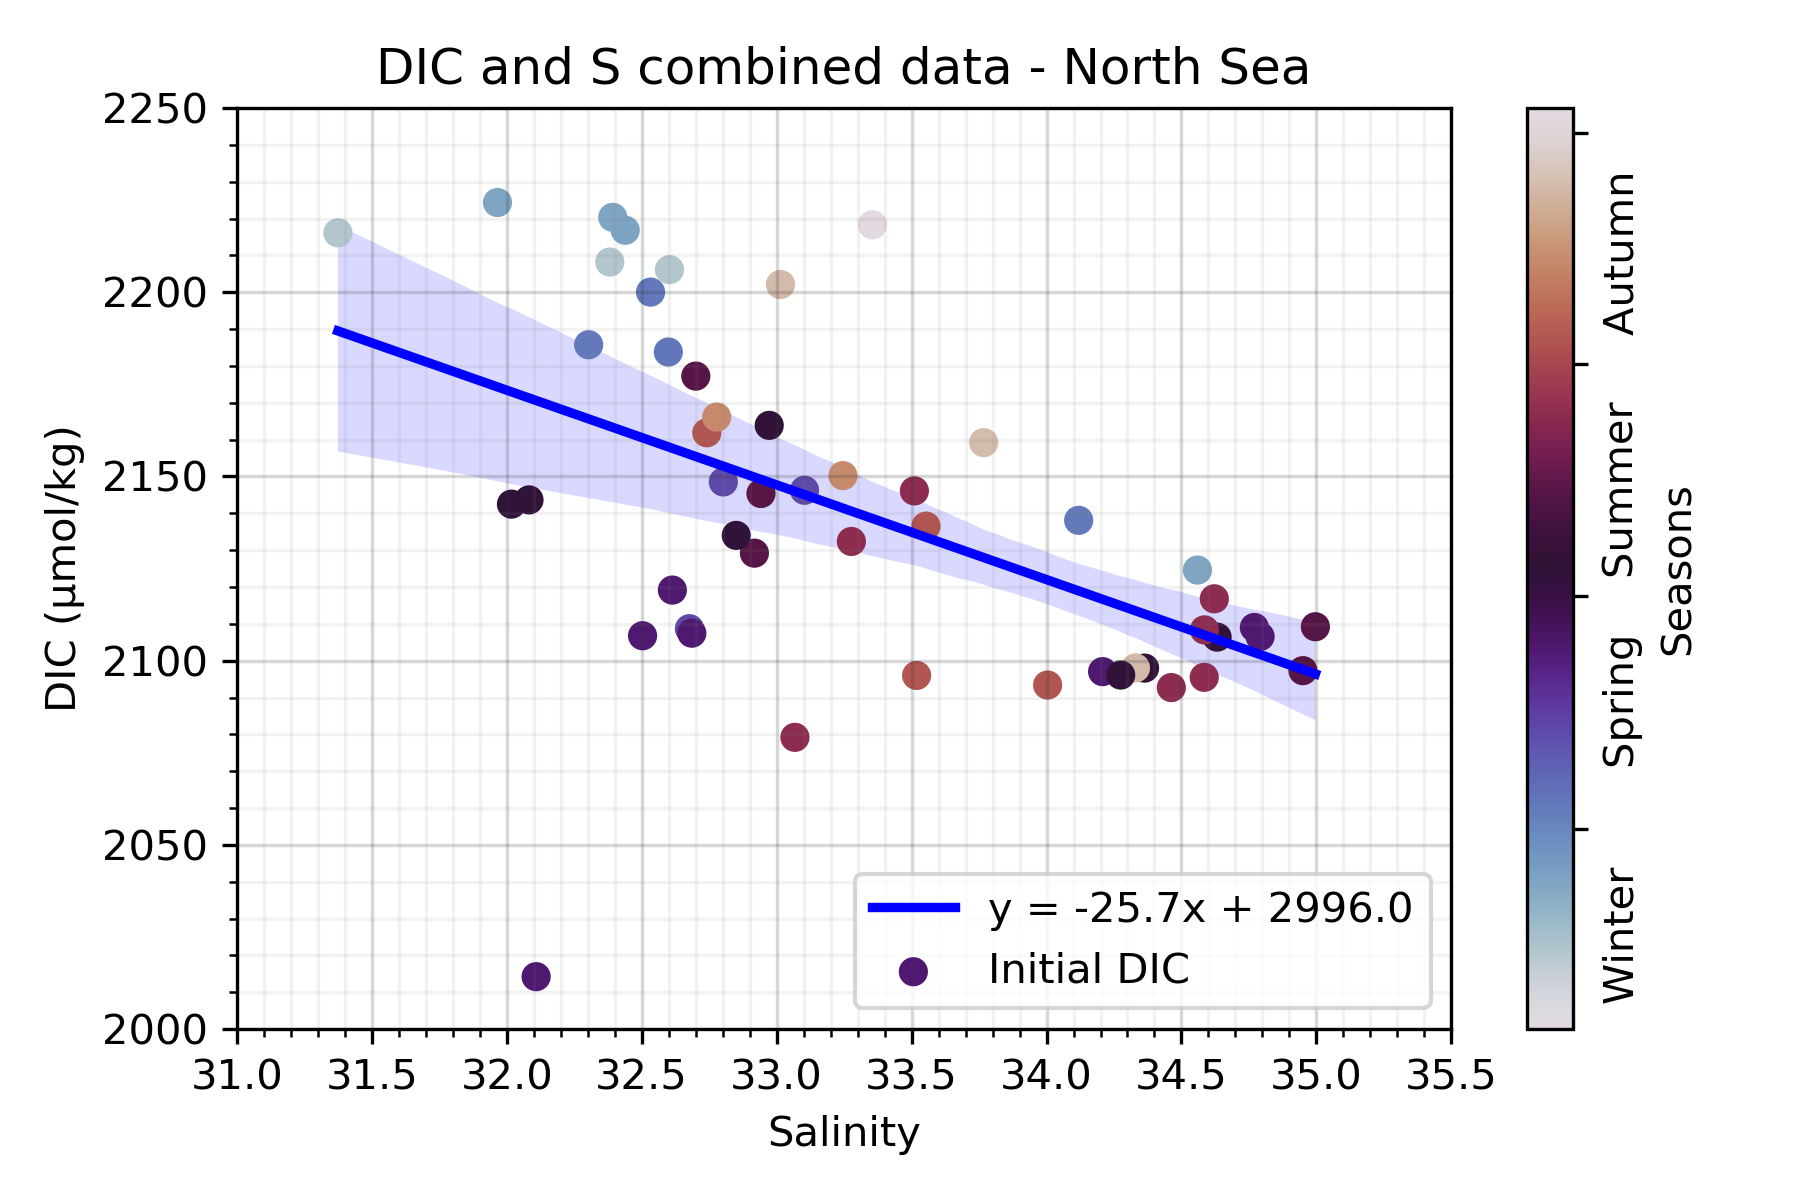 DIC and S combined data - North Sea
2250
2200
2150
2100
2050
2000
DIC (μmol/kg)
31.0 31.5 32.0 32.5 33.0 33.5 34.0 34.5 35.0 35.5
Salinity
y = -25.7x + 2996.0
Initial DIC
Winter Spring Summer Autumn
Seasons